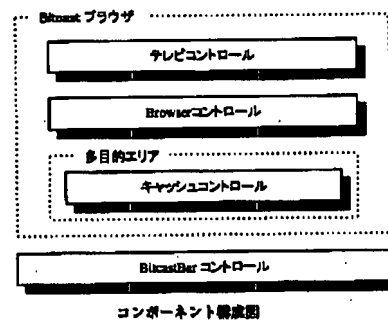 Bitcast ブラウザ
テレビコントロール
Browserコントロール
多目的エリア
キャッシュコントロール
BitcastBar コントロール
コンポーネント構成図